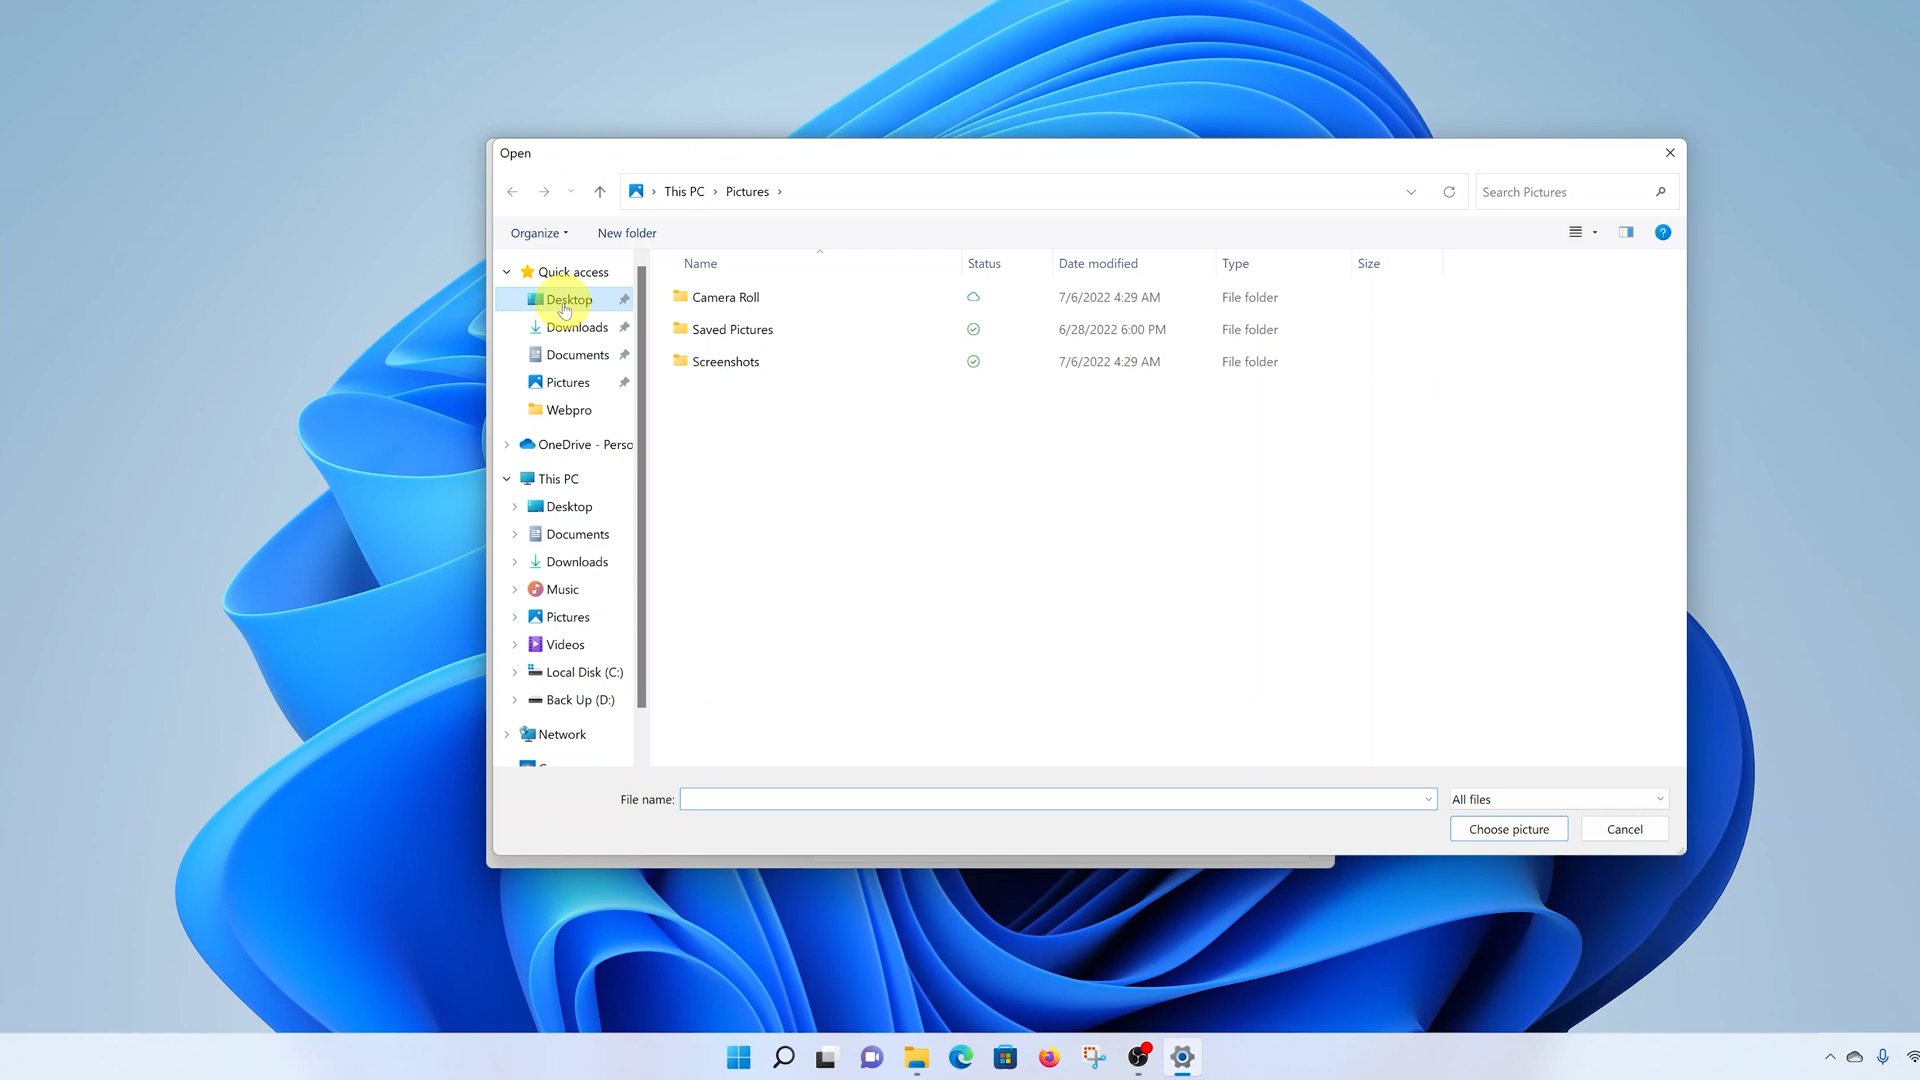 Open
This PC
Pictures
Search Pictures
Organize
New folder
?
Name
Status
Date modified
Type
Size
Quick access
Desktop
Downloads
Documents
Pictures
Webpro
OneDrive - Perso
This PC
Desktop
Documents
Downloads
Music
Pictures
Videos
Local Disk (C:)
Back Up (D:)
Network
Camera Roll
7/6/2022 4:29 AM
File folder
Saved Pictures
6/28/2022 6:00 PM
File folder
Screenshots
7/6/2022 4:29 AM
File folder
File name:
All files
Choose picture
Cancel